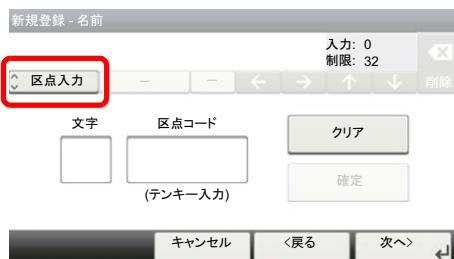 新規登録 - 名前
入力: 0
制限: 32
区点入力 － － ← → ↑ ↓ 削除
文字 区点コード クリア
確定
(テンキー入力)
キャンセル <戻る 次へ>